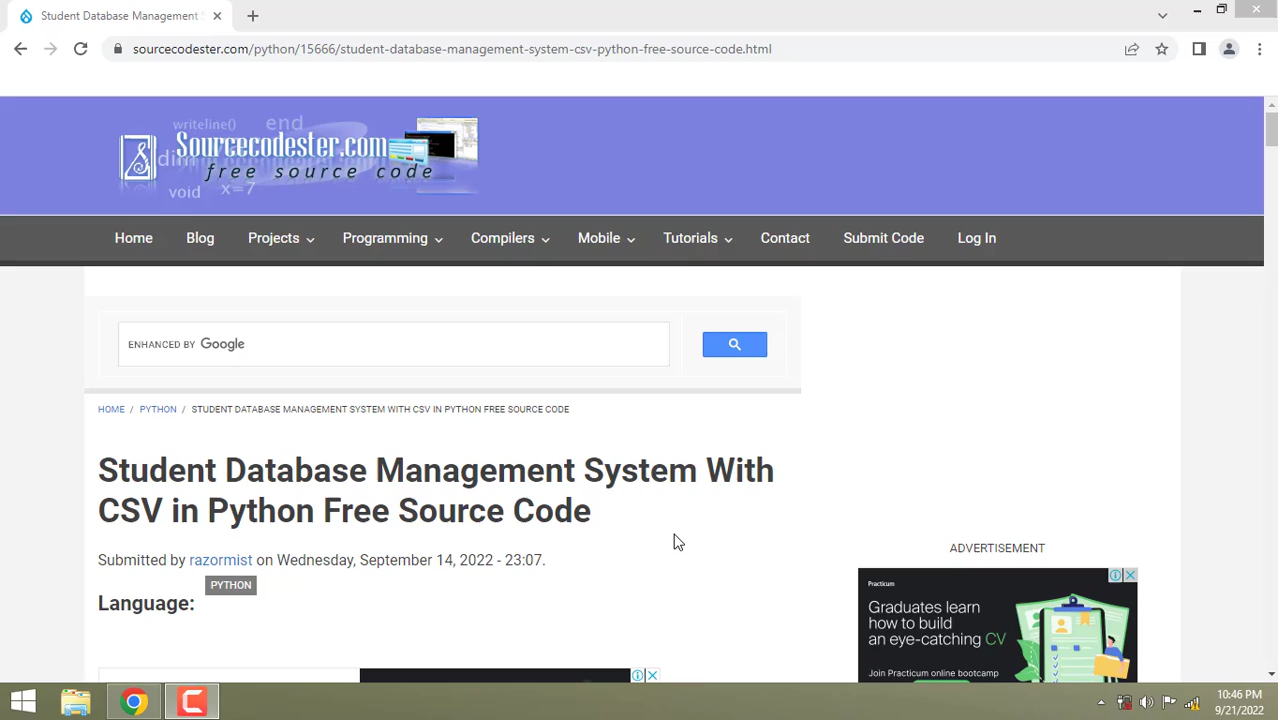 Student Database Management
sourcecodester.com/python/15666/student-database-management-system-csv-python-free-source-code.html
writeline() end
Sourcecodester.com
dim
free source code
void x=7
Home Blog Projects Programming Compilers Mobile Tutorials Contact Submit Code Log In
ENHANCED BY Google
HOME / PYTHON / STUDENT DATABASE MANAGEMENT SYSTEM WITH CSV IN PYTHON FREE SOURCE CODE
Student Database Management System With
CSV in Python Free Source Code
Submitted by razormist on Wednesday, September 14, 2022 - 23:07.
PYTHON
Language:
ADVERTISEMENT
Practicum
Graduates learn
how to build
an eye-catching CV
Join Practicum online bootcamp
10:46 PM
9/21/2022